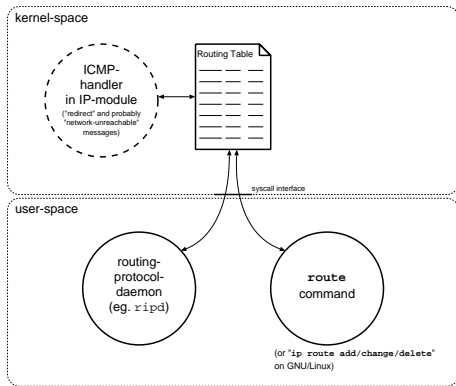 kernel-space
ICMP-
handler
in IP-module
("redirect" and probably
"network-unreachable"
messages)
Routing Table
syscall interface
user-space
routing-
protocol-
daemon
(eg. ripd)
route
command
(or "ip route add/change/delete"
on GNU/Linux)